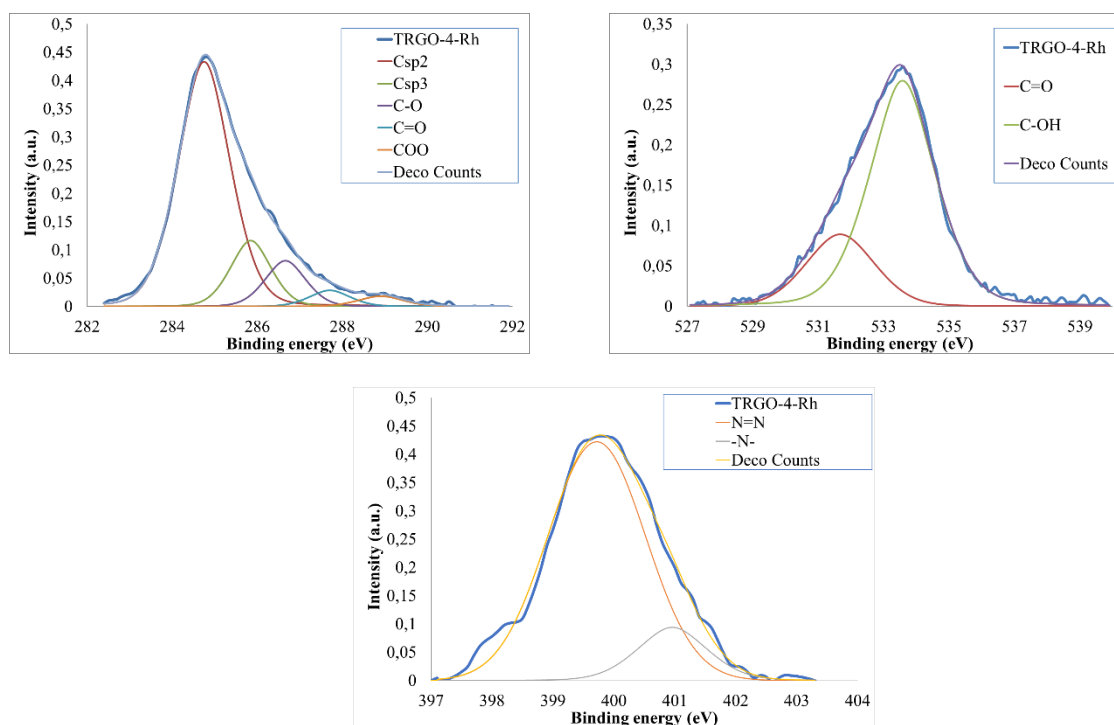 0,5
0,45
0,4
0,35
0,3
0,25
0,2
0,15
0,1
0,05
0
Intensity (a.u.)
282 284 286 288 290 292
Binding energy (eV)
TRGO-4-Rh
Csp2
Csp3
C-O
C=O
COO
Deco Counts
0,35
0,3
0,25
0,2
0,15
0,1
0,05
0
Intensity (a.u.)
527 529 531 533 535 537 539
Binding energy (eV)
TRGO-4-Rh
C=O
C-OH
Deco Counts
0,5
0,45
0,4
0,35
0,3
0,25
0,2
0,15
0,1
0,05
0
Intensity (a.u.)
397 398 399 400 401 402 403 404
Binding energy (eV)
TRGO-4-Rh
N=N
-N-
Deco Counts